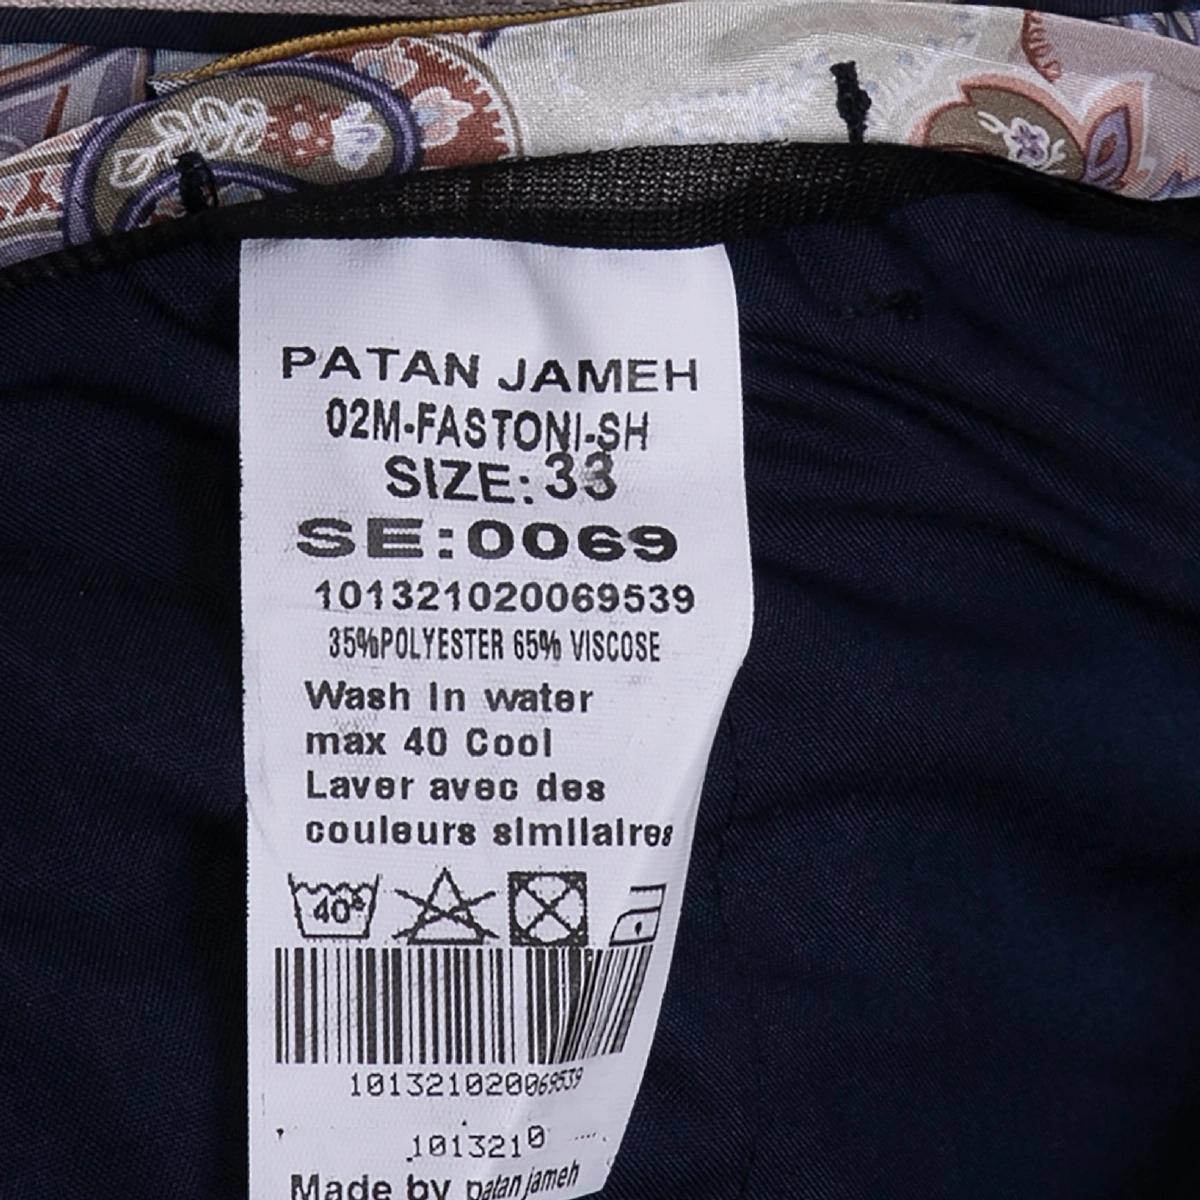 PATAN JAMEH
02M-FASTONI-SH
SIZE: 33
SE:0069
101321020069539
35%POLYESTER 65% VISCOSE
Wash In water
max 40 Cool
Laver avec des
couleurs similaires
40°
101321020069539
1013210
Made by patan jameh